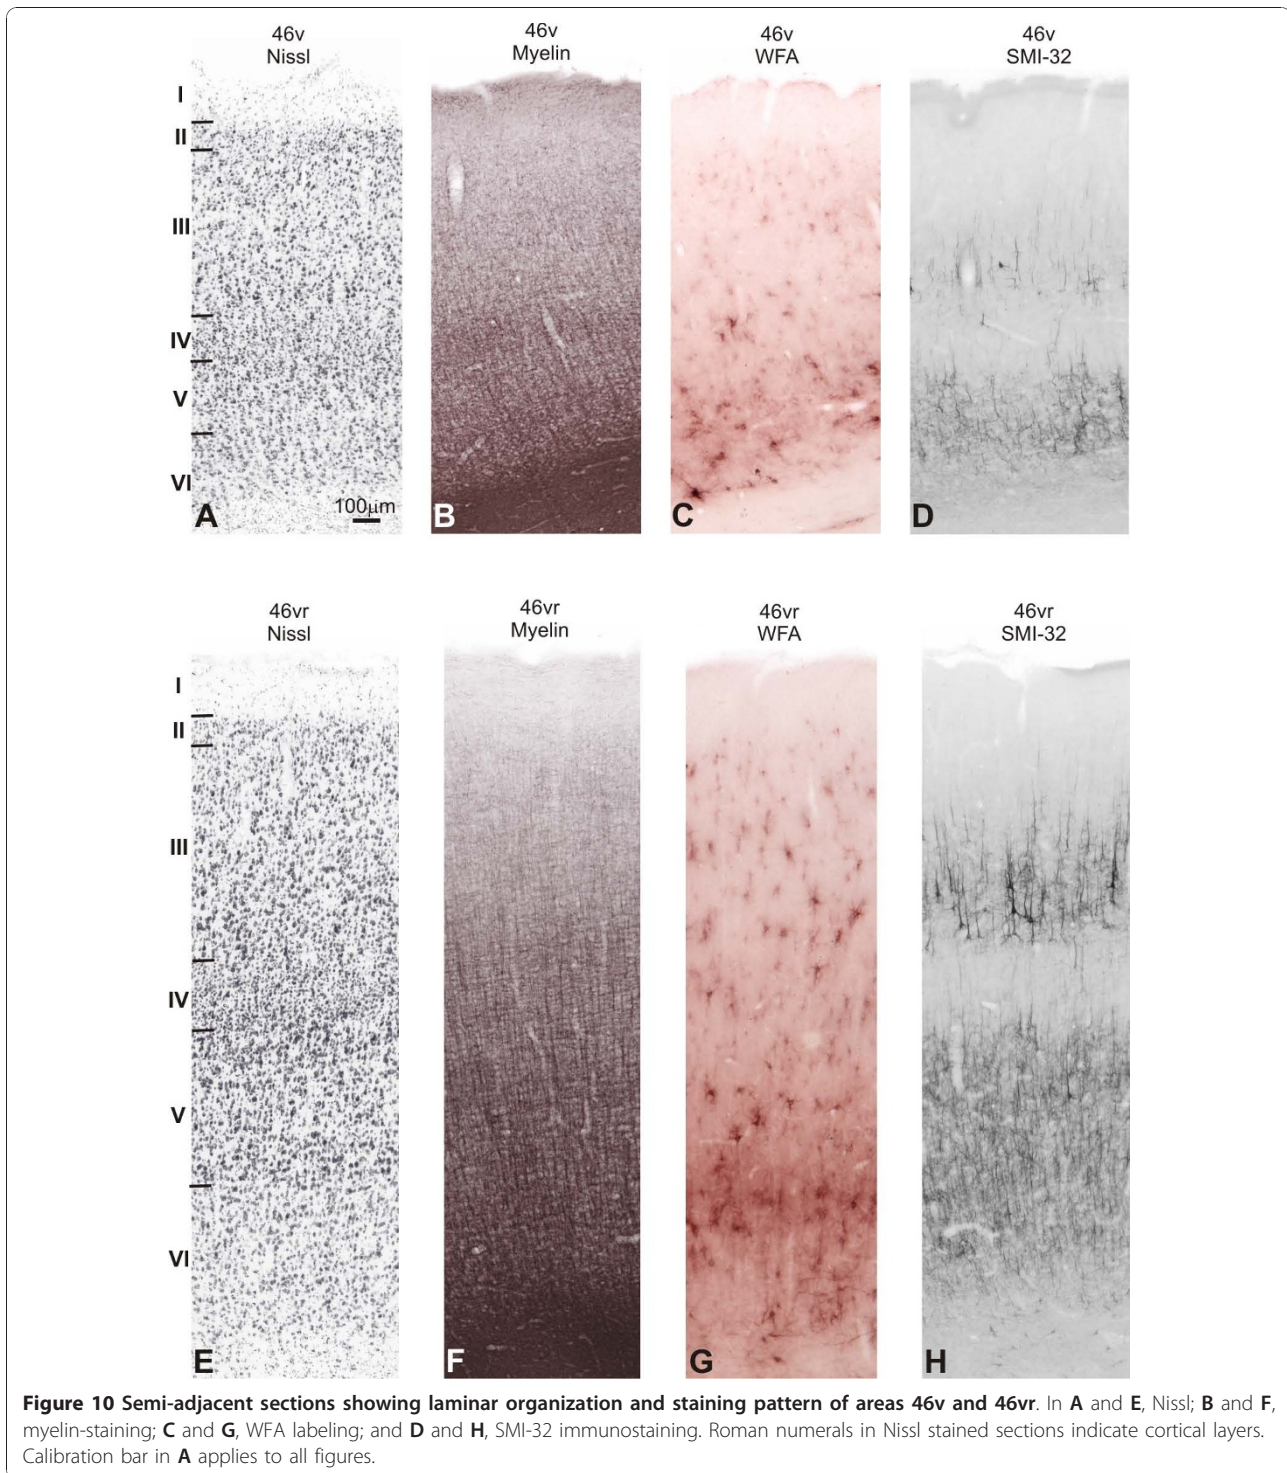 46v
Nissl
46v
Myelin
46v
WFA
46v
SMI-32
I
II
III
IV
V
VI
100µm
A
B
C
D
46vr
Nissl
46vr
Myelin
46vr
WFA
46vr
SMI-32
I
II
III
IV
V
VI
E
F
G
H
Figure 10 Semi-adjacent sections showing laminar organization and staining pattern of areas 46v and 46vr. In A and E, Nissl; B and F,
myelin-staining; C and G, WFA labeling; and D and H, SMI-32 immunostaining. Roman numerals in Nissl stained sections indicate cortical layers.
Calibration bar in A applies to all figures.